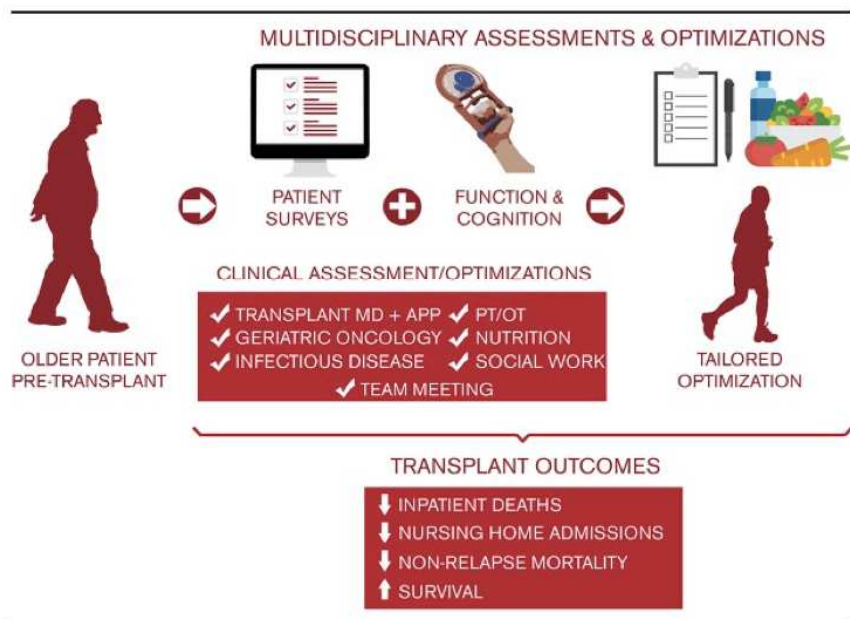 MULTIDISCIPLINARY ASSESSMENTS & OPTIMIZATIONS
PATIENT
SURVEYS
FUNCTION &
COGNITION
CLINICAL ASSESSMENT/OPTIMIZATIONS
TRANSPLANT MD + APP
PT/OT
GERIATRIC ONCOLOGY
NUTRITION
INFECTIOUS DISEASE
SOCIAL WORK
TEAM MEETING
OLDER PATIENT
PRE-TRANSPLANT
TAILORED
OPTIMIZATION
TRANSPLANT OUTCOMES
INPATIENT DEATHS
NURSING HOME ADMISSIONS
NON-RELAPSE MORTALITY
SURVIVAL